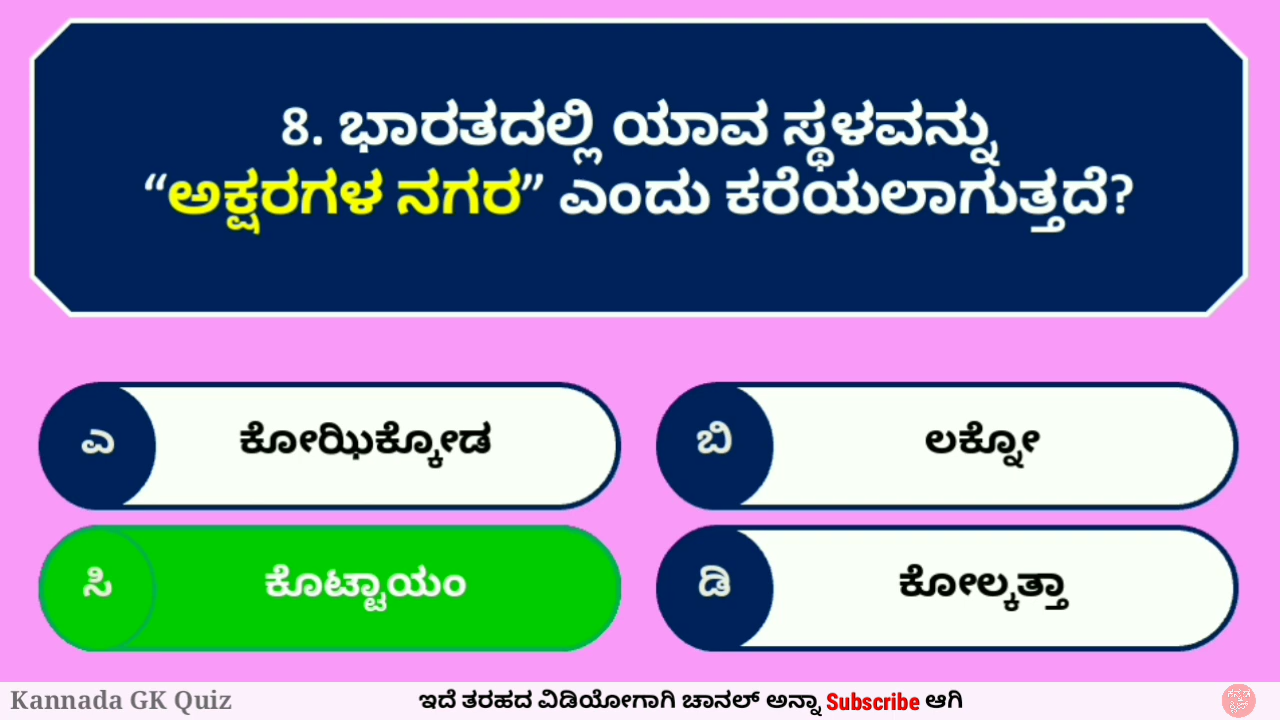 8. ಭಾರತದಲ್ಲಿ ಯಾವ ಸ್ಥಳವನ್ನು
“ಅಕ್ಷರಗಳ ನಗರ” ಎಂದು ಕರೆಯಲಾಗುತ್ತದೆ?
ಎ ಕೋಝಿಕ್ಕೋಡ
ಬಿ ಲಕ್ನೋ
ಸಿ ಕೊಟ್ಟಾಯಂ
ಡಿ ಕೋಲ್ಕತ್ತಾ
Kannada GK Quiz
ಇದೆ ತರಹದ ವಿಡಿಯೋಗಾಗಿ ಚಾನಲ್ ಅನ್ನಾ Subscribe ಆಗಿ